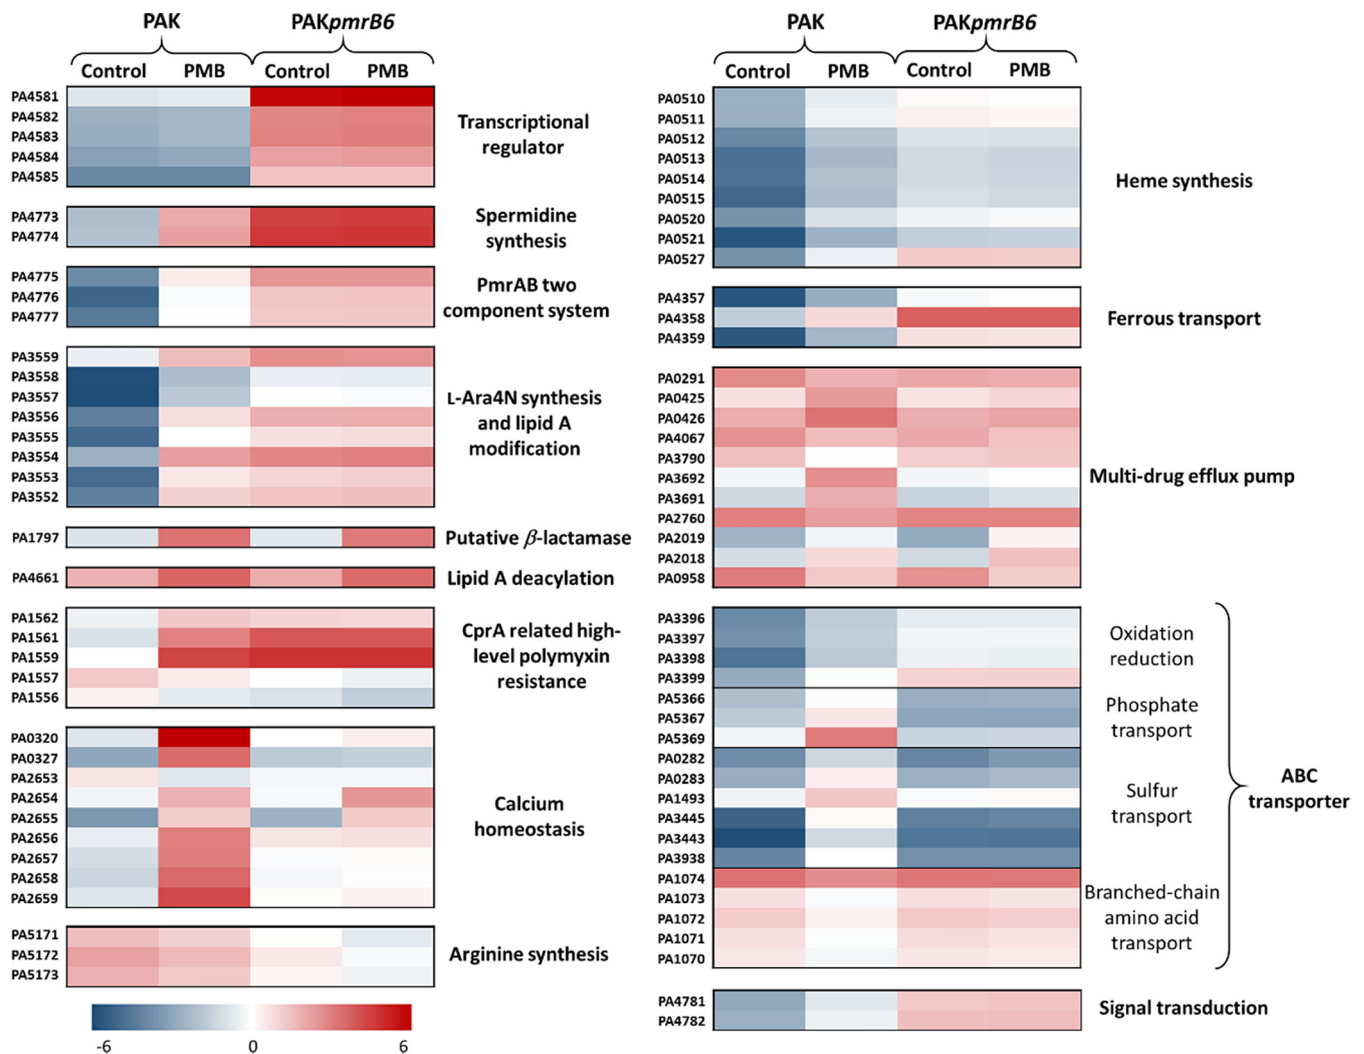 PAK
PAKpmrB6
Control
PMB
Control
PMB
PA4581
PA4582
PA4583
PA4584
PA4585
Transcriptional
regulator
PA4773
PA4774
Spermidine
synthesis
PA4775
PA4776
PA4777
PmrAB two
component system
PA3559
PA3558
PA3557
PA3556
PA3555
PA3554
PA3553
PA3552
L-Ara4N synthesis
and lipid A
modification
PA1797
Putative β-lactamase
PA4661
Lipid A deacylation
PA1562
PA1561
PA1559
PA1557
PA1556
CprA related high-
level polymyxin
resistance
PA0320
PA0327
PA2653
PA2654
PA2655
PA2656
PA2657
PA2658
PA2659
Calcium
homeostasis
PA5171
PA5172
PA5173
Arginine synthesis
-6
0
6
PAK
PAKpmrB6
Control
PMB
Control
PMB
PA0510
PA0511
PA0512
PA0513
PA0514
PA0515
PA0520
PA0521
PA0527
Heme synthesis
PA4357
PA4358
PA4359
Ferrous transport
PA0291
PA0425
PA0426
PA4067
PA3790
PA3692
PA3691
PA2760
PA2019
PA2018
PA0958
Multi-drug efflux pump
PA3396
PA3397
PA3398
PA3399
Oxidation
reduction
PA5366
PA5367
PA5369
Phosphate
transport
PA0282
PA0283
PA1493
PA3445
PA3443
PA3938
Sulfur
transport
PA1074
PA1073
PA1072
PA1071
PA1070
Branched-chain
amino acid
transport
ABC
transporter
PA4781
PA4782
Signal transduction